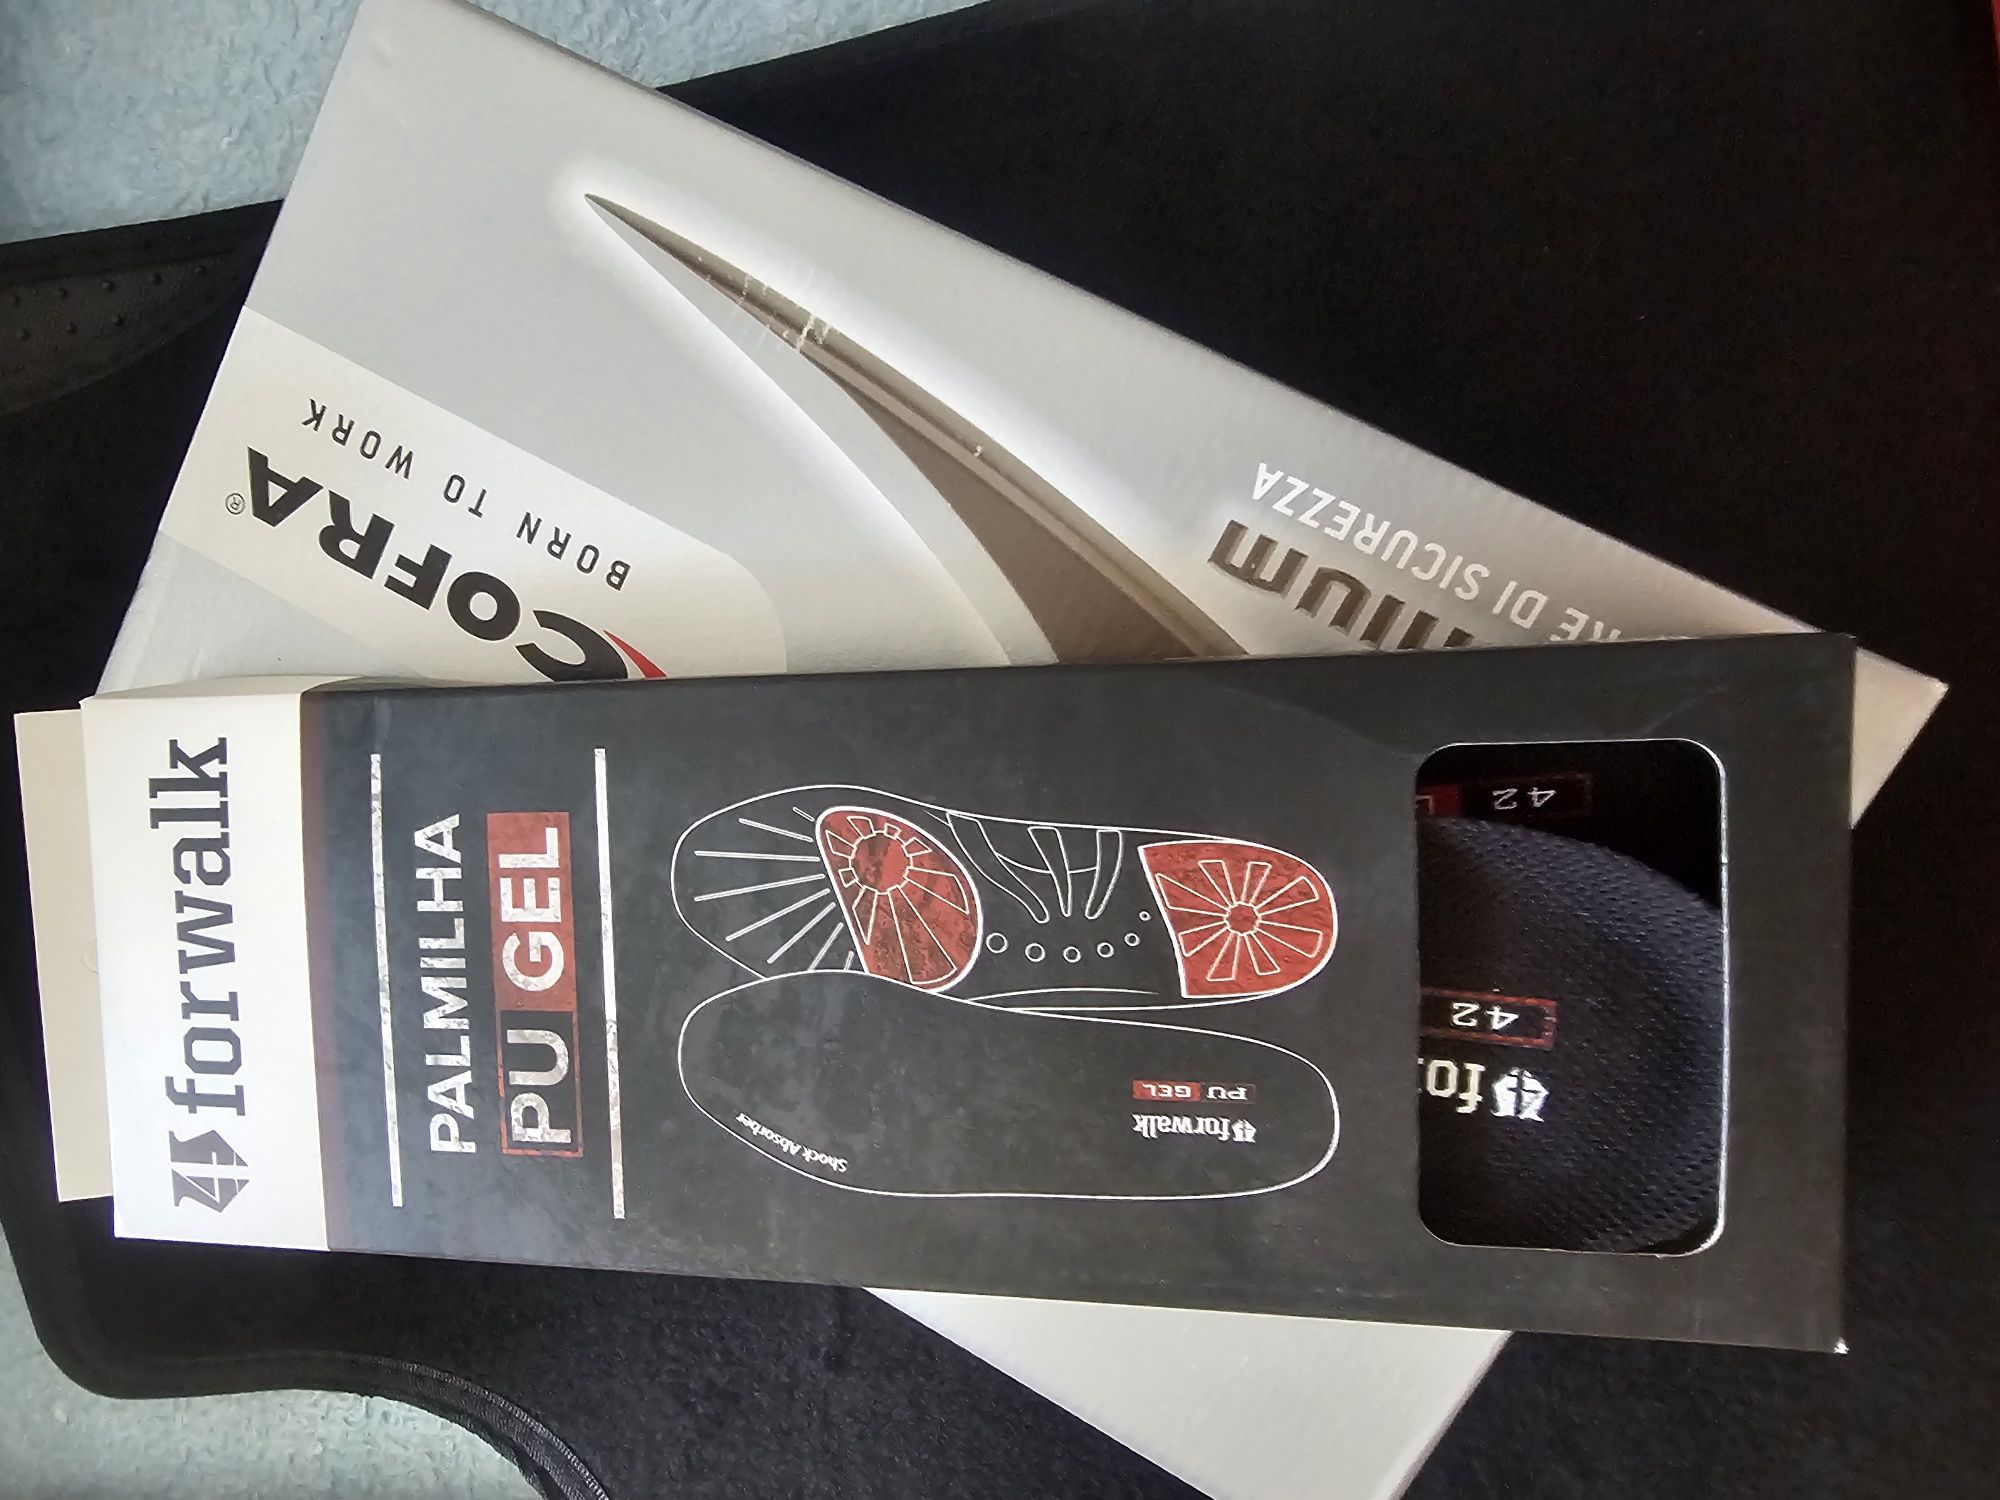 forwalk
PALMILHA
PU GEL
Shock Absorber
forwalk
PU GEL
42
42
COFRA®
BORN TO WORK
DI SICUREZZA